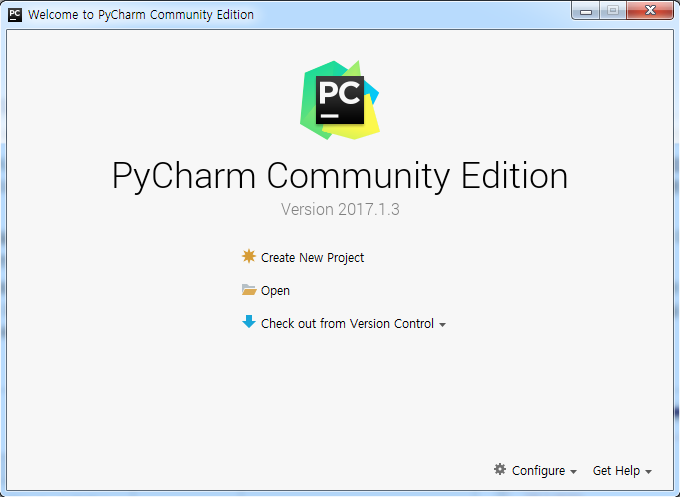 PC Welcome to PyCharm Community Edition
PC
PyCharm Community Edition
Version 2017.1.3
Create New Project
Open
Check out from Version Control
Configure Get Help